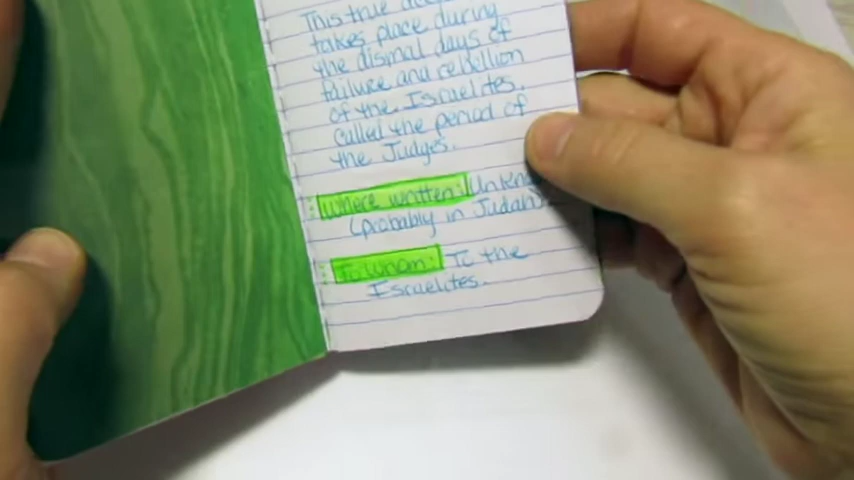 This true
takes place during
the dismal days of
failure and rebellion
of the Israelites.
called the period of
the Judges.
Where written:
(probably in Judah)
To whom: To the
Israelites.